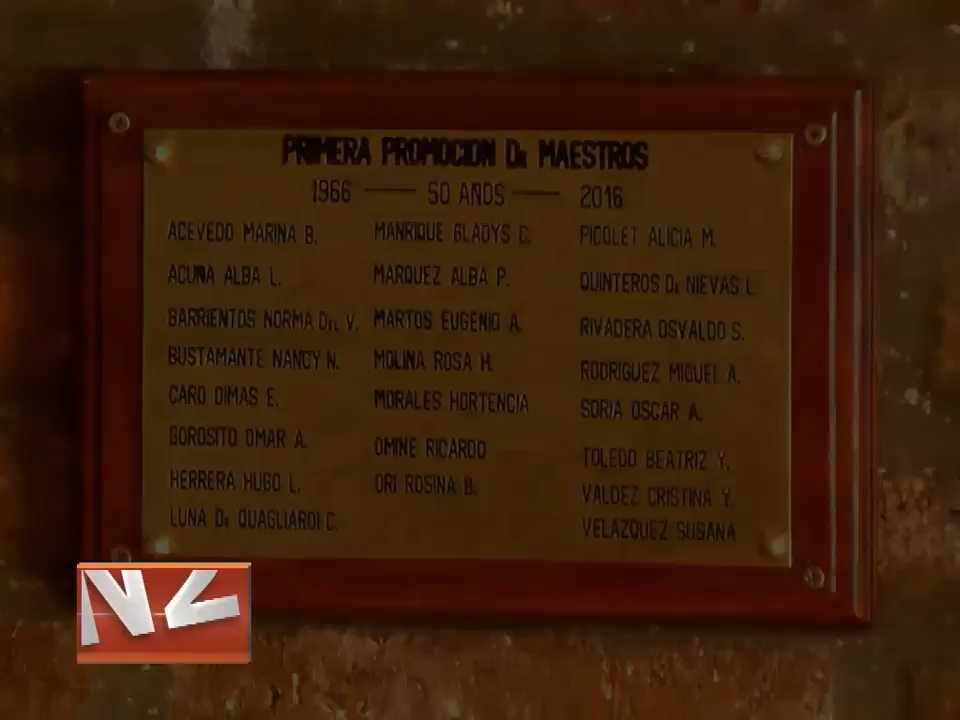 PRIMERA PROMOCION De MAESTROS
1966 — 50 AÑOS — 2016
ACEVEDO MARINA B.
ACUÑA ALBA L.
BARRIENTOS NORMA Del V.
BUSTAMANTE NANCY N.
CARO DIMAS E.
GOROSITO OMAR A.
HERRERA HUGO L.
LUNA De QUAGLIARDI C.
MANRIQUE GLADYS C.
MARQUEZ ALBA P.
MARTOS EUGENIO A.
MOLINA ROSA H.
MORALES HORTENCIA
OMINE RICARDO
ORI ROSINA B.
PICOLET ALICIA M.
QUINTEROS De NIEVAS L.
RIVADERA OSVALDO S.
RODRIGUEZ MIGUEL A.
SORIA OSCAR A.
TOLEDO BEATRIZ Y.
VALDEZ CRISTINA Y.
VELAZQUEZ SUSANA